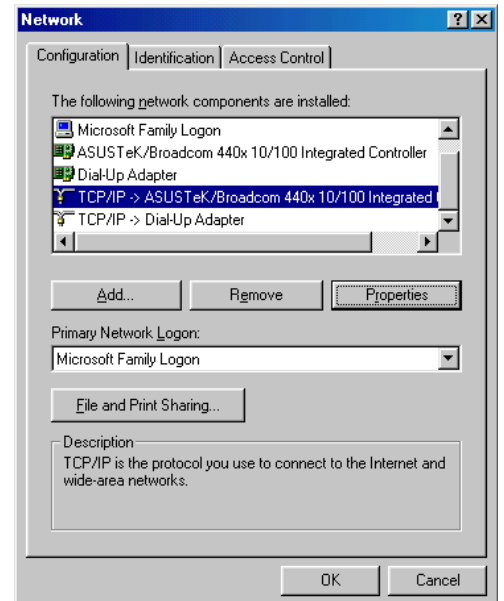 Network
Configuration Identification Access Control
The following network components are installed:
Microsoft Family Logon
ASUSTeK/Broadcom 440x 10/100 Integrated Controller
Dial-Up Adapter
TCP/IP -> ASUSTeK/Broadcom 440x 10/100 Integrated
TCP/IP -> Dial-Up Adapter
Add... Remove Properties
Primary Network Logon:
Microsoft Family Logon
File and Print Sharing...
Description
TCP/IP is the protocol you use to connect to the Internet and
wide-area networks.
OK Cancel